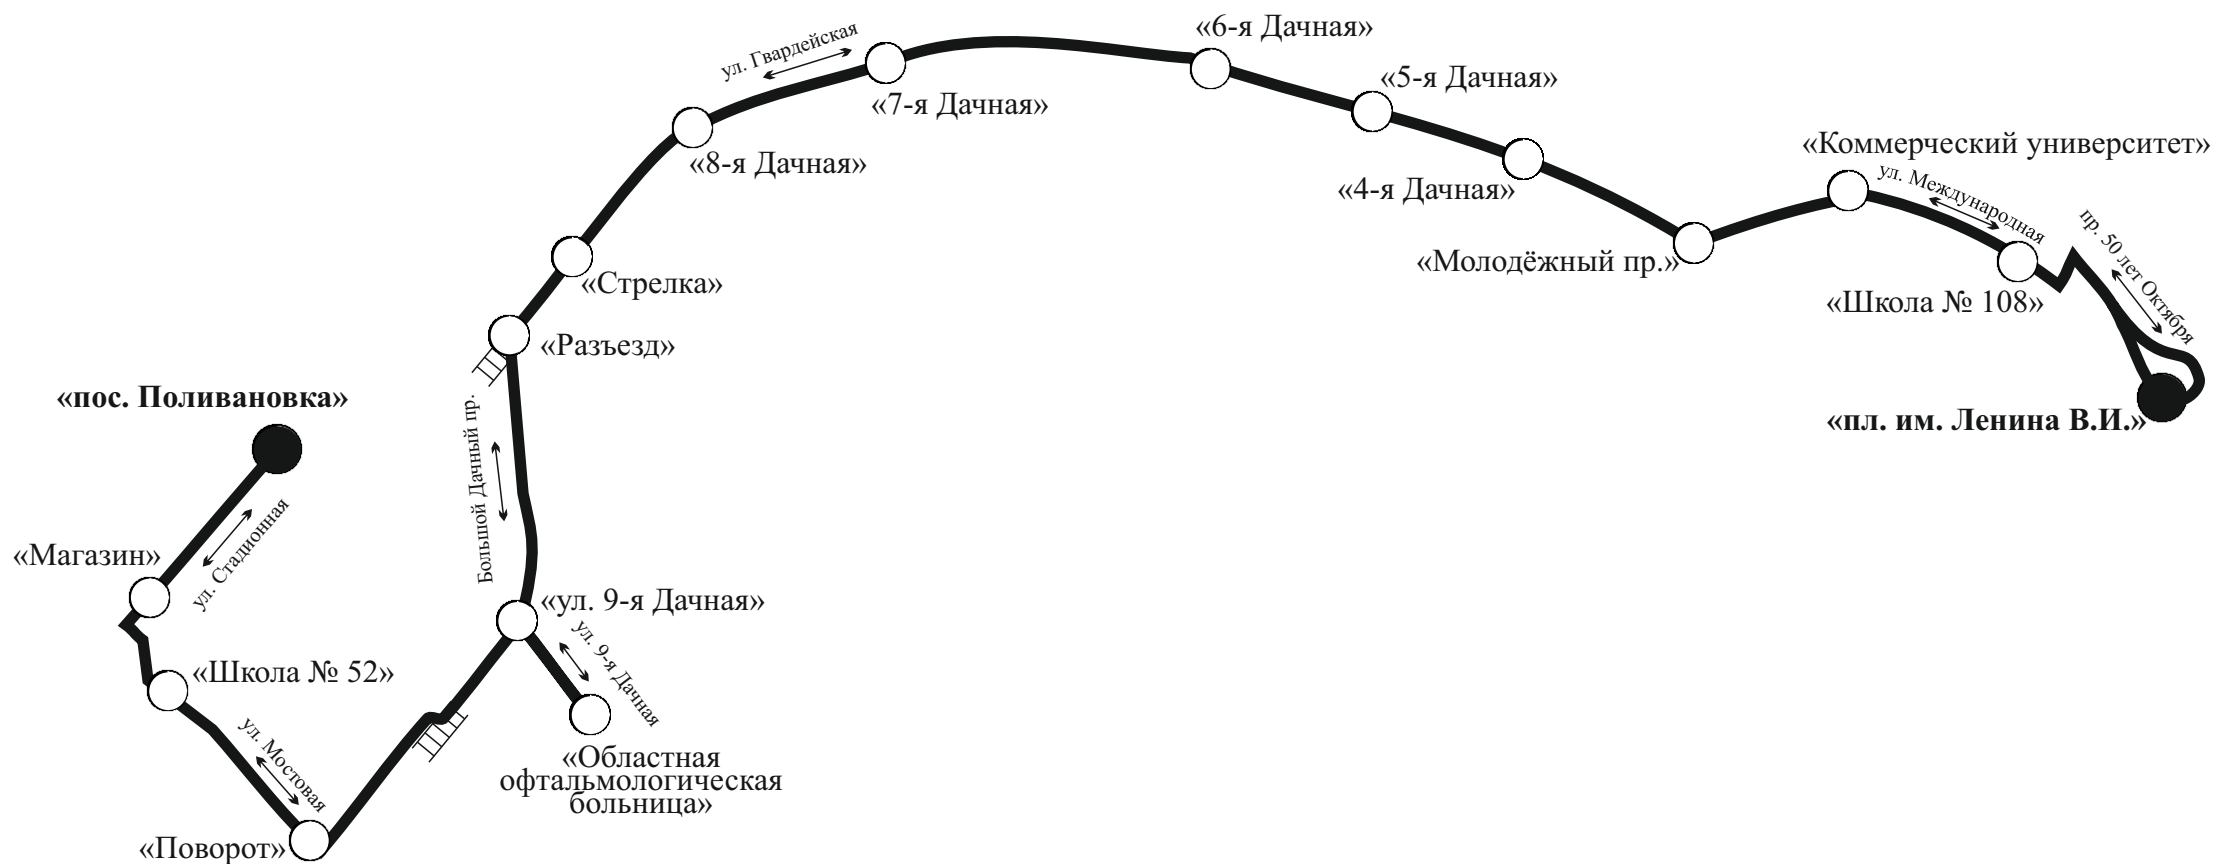 «6-я Дачная»
ул. Гвардейская
«5-я Дачная»
«7-я Дачная»
«Коммерческий университет»
«8-я Дачная»
ул. Международная
«4-я Дачная»
пр. 50 лет Октября
«Молодёжный пр.»
«Стрелка»
«Школа № 108»
«Разъезд»
«пос. Поливановка»
«пл. им. Ленина В.И.»
Большой Дачный пр.
«Магазин»
ул. Стадионная
«ул. 9-я Дачная»
ул. 9-я Дачная
«Школа № 52»
ул. Мостовая
«Областная
офтальмологическая
больница»
«Поворот»